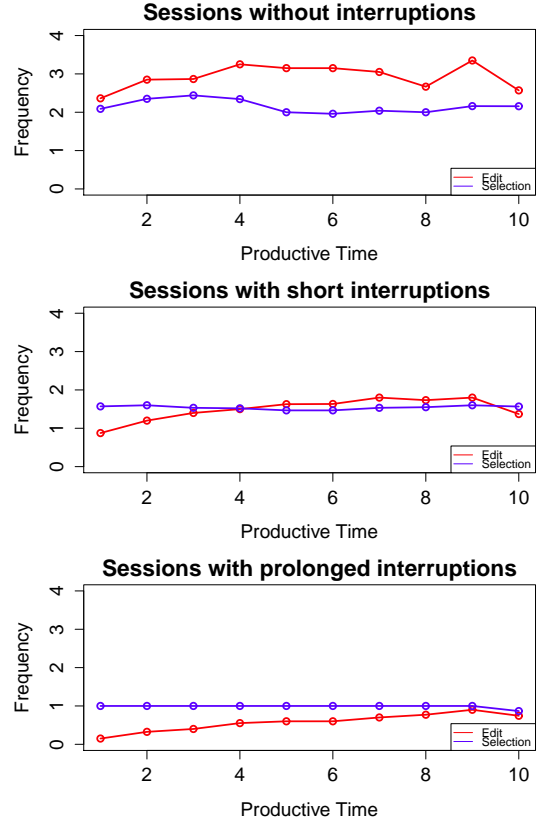 Sessions without interruptions
4
3
2
1
0
Frequency
Edit
Selection
2 4 6 8 10
Productive Time
Sessions with short interruptions
4
3
2
1
0
Frequency
Edit
Selection
2 4 6 8 10
Productive Time
Sessions with prolonged interruptions
4
3
2
1
0
Frequency
Edit
Selection
2 4 6 8 10
Productive Time